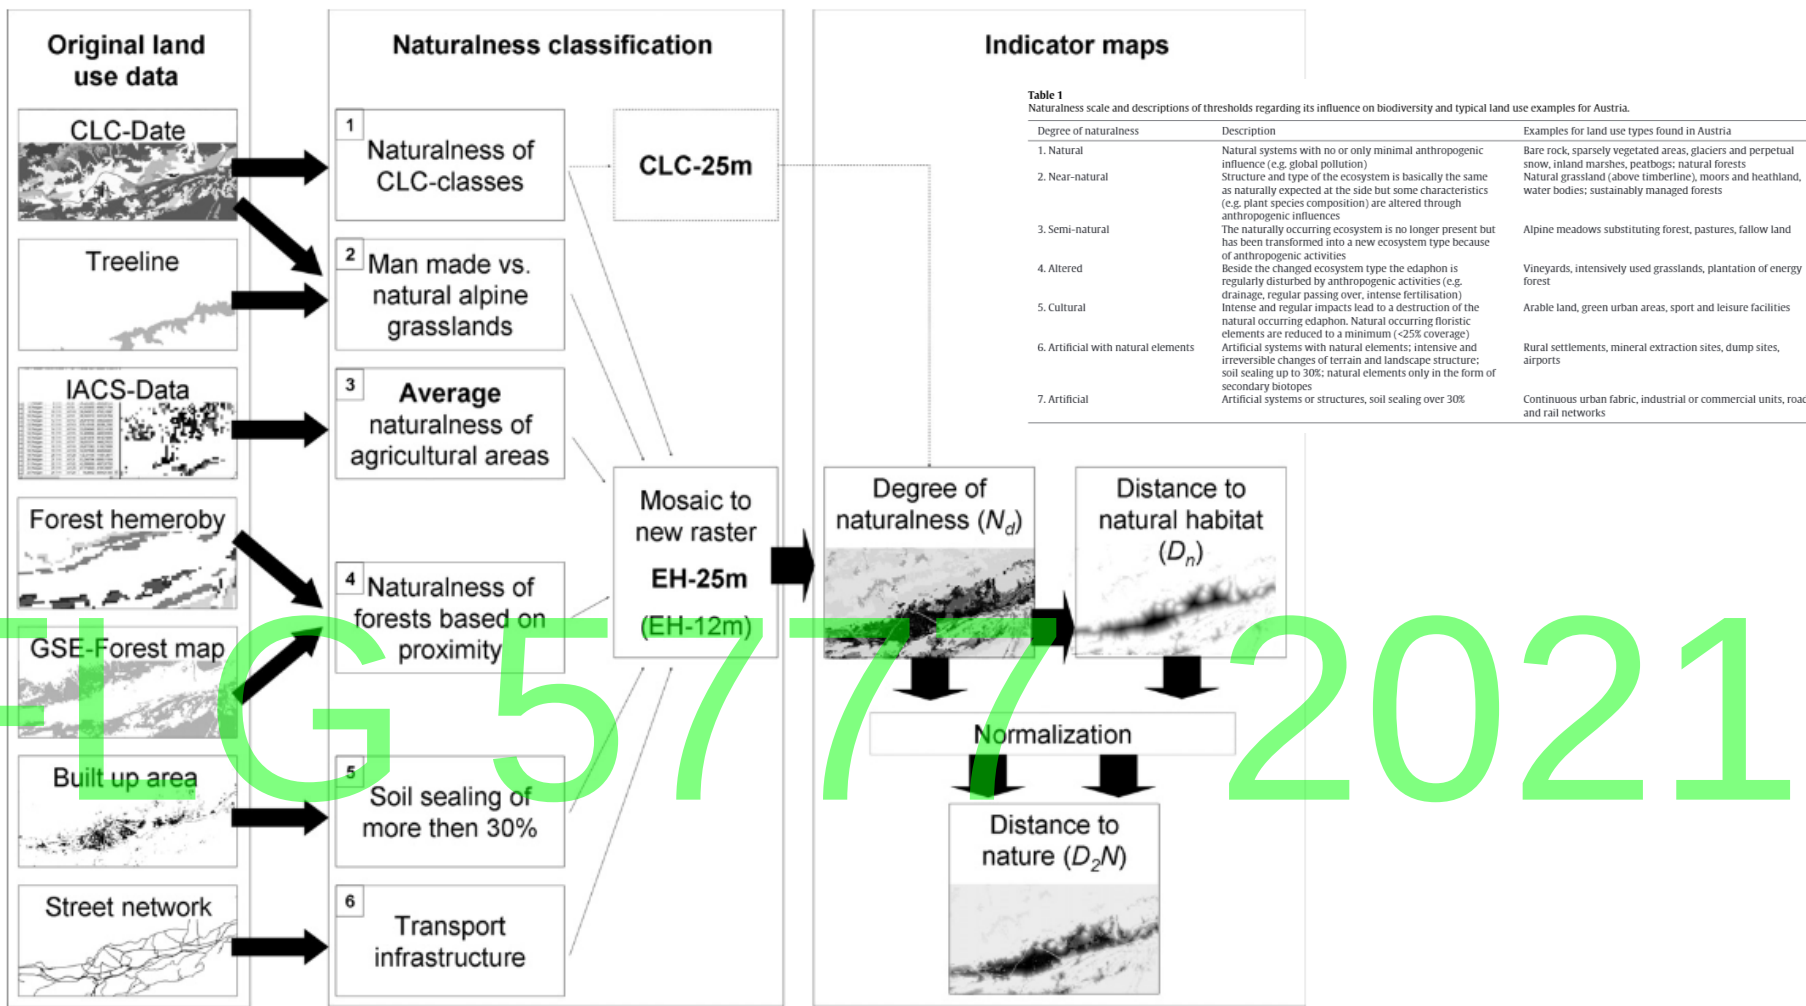 Original land
use data
CLC-Date
Treeline
IACS-Data
Forest hemeroby
GSE-Forest map
Built up area
Street network
Naturalness classification
1
Naturalness of
CLC-classes
2
Man made vs.
natural alpine
grasslands
3
Average
naturalness of
agricultural areas
4
Naturalness of
forests based on
proximity
5
Soil sealing of
more then 30%
6
Transport
infrastructure
CLC-25m
Mosaic to
new raster
EH-25m
(EH-12m)
Indicator maps
Table 1
Naturalness scale and descriptions of thresholds regarding its influence on biodiversity and typical land use examples for Austria.
Degree of naturalness Description Examples for land use types found in Austria
1. Natural Natural systems with no or only minimal anthropogenic Bare rock, sparsely vegetated areas, glaciers and perpetual
influence (e.g. global pollution) snow, inland marshes, peatbogs; natural forests
2. Near-natural Structure and type of the ecosystem is basically the same Natural grassland (above timberline), moors and heathland,
as naturally expected at the side but some characteristics water bodies; sustainably managed forests
(e.g. plant species composition) are altered through
anthropogenic influences
3. Semi-natural The naturally occurring ecosystem is no longer present but Alpine meadows substituting forest, pastures, fallow land
has been transformed into a new ecosystem type because
of anthropogenic activities
4. Altered Beside the changed ecosystem type the edaphon is Vineyards, intensively used grasslands, plantation of energy
regularly disturbed by anthropogenic activities (e.g. forest
drainage, regular passing over, intense fertilisation)
5. Cultural Intense and regular impacts lead to a destruction of the Arable land, green urban areas, sport and leisure facilities
natural occurring edaphon. Natural occurring floristic
elements are reduced to a minimum (<25% coverage)
6. Artificial with natural elements Artificial systems with natural elements; intensive and Rural settlements, mineral extraction sites, dump sites,
irreversible changes of terrain and landscape structure; airports
soil sealing up to 30%; natural elements only in the form of
secondary biotopes
7. Artificial Artificial systems or structures, soil sealing over 30% Continuous urban fabric, industrial or commercial units, road
and rail networks
Degree of
naturalness (Nd)
Distance to
natural habitat
(Dn)
Normalization
Distance to
nature (D2N)
FLG 5777 2021